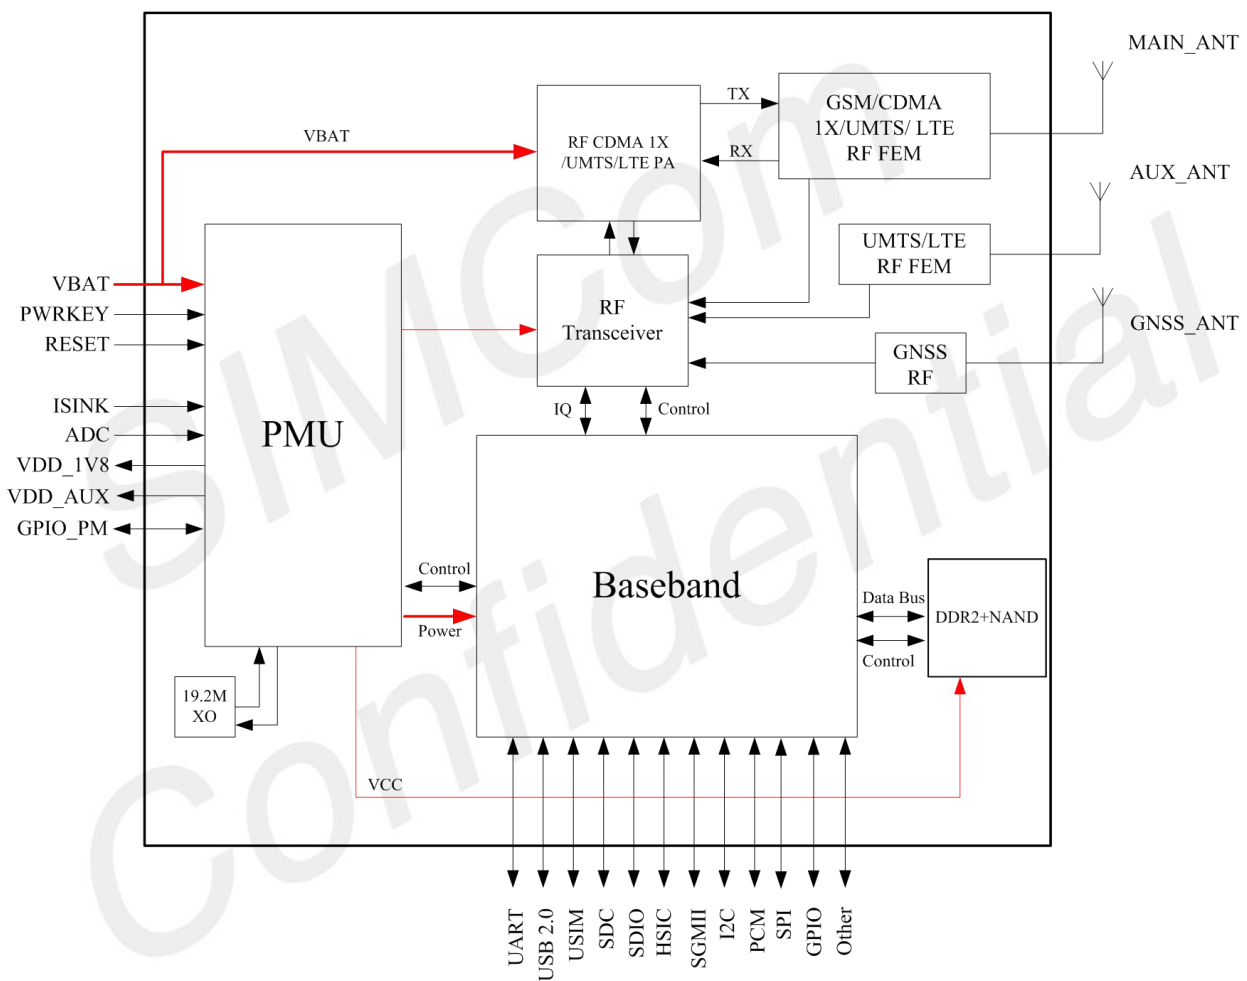 MAIN_ANT
TX
GSM/CDMA
1X/UMTS/ LTE
RF FEM
VBAT
RF CDMA 1X
/UMTS/LTE PA
RX
AUX_ANT
UMTS/LTE
RF FEM
VBAT
PWRKEY
RESET
RF
Transceiver
GNSS_ANT
GNSS
RF
ISINK
ADC
VDD_1V8
VDD_AUX
GPIO_PM
PMU
IQ
Control
Control
Power
Baseband
Data Bus
Control
DDR2+NAND
19.2M
XO
VCC
UART
USB 2.0
USIM
SDC
SDIO
HSIC
SGMII
I2C
PCM
SPI
GPIO
Other
SIMCom
Confidential